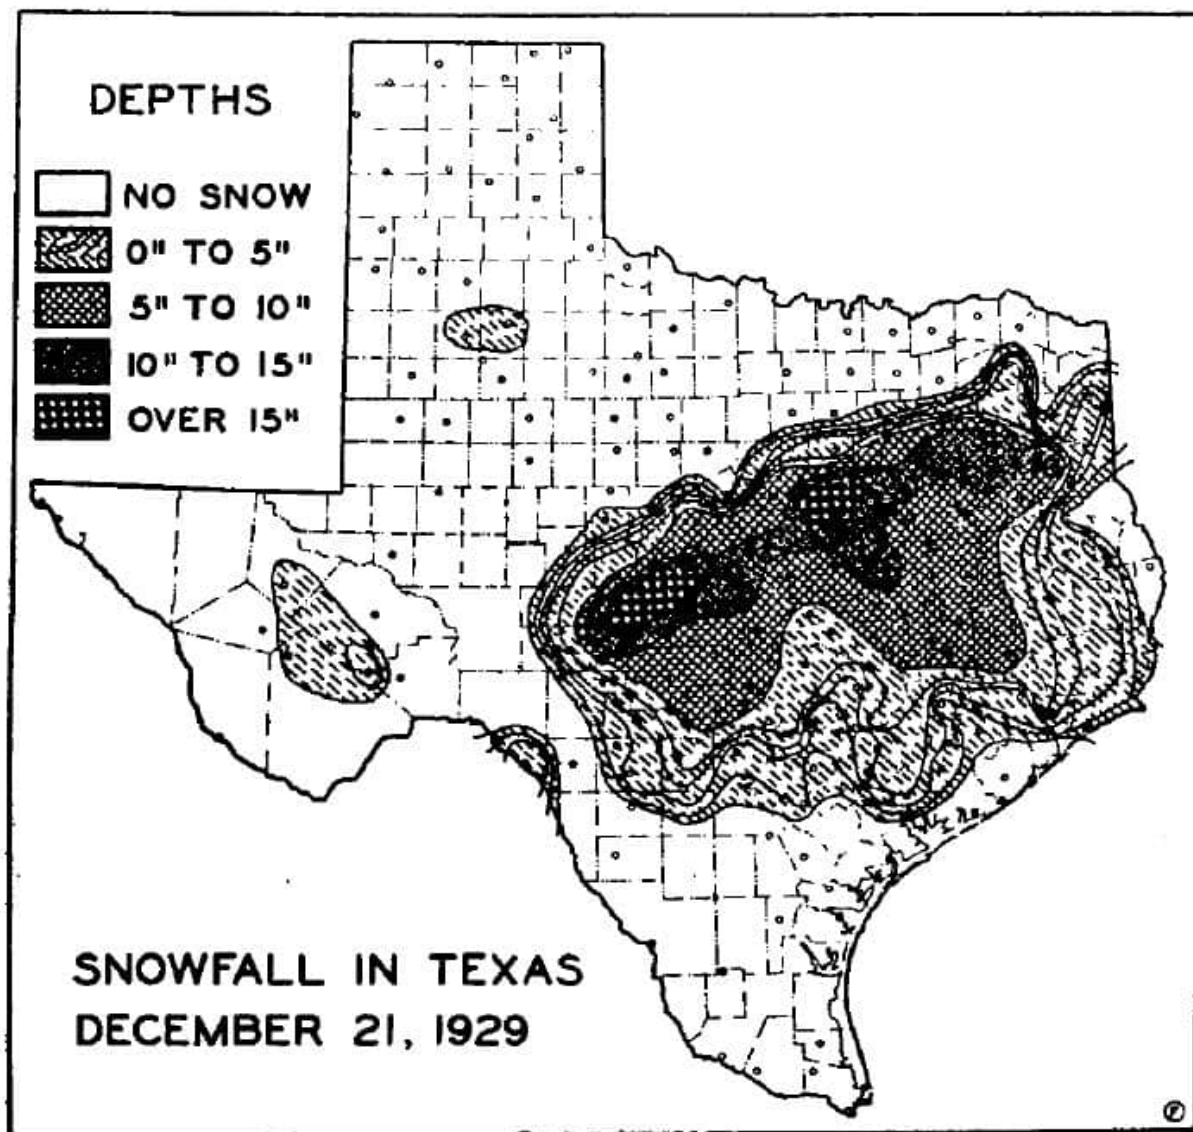 DEPTHS
NO SNOW
0" TO 5"
5" TO 10"
10" TO 15"
OVER 15"
SNOWFALL IN TEXAS
DECEMBER 21, 1929